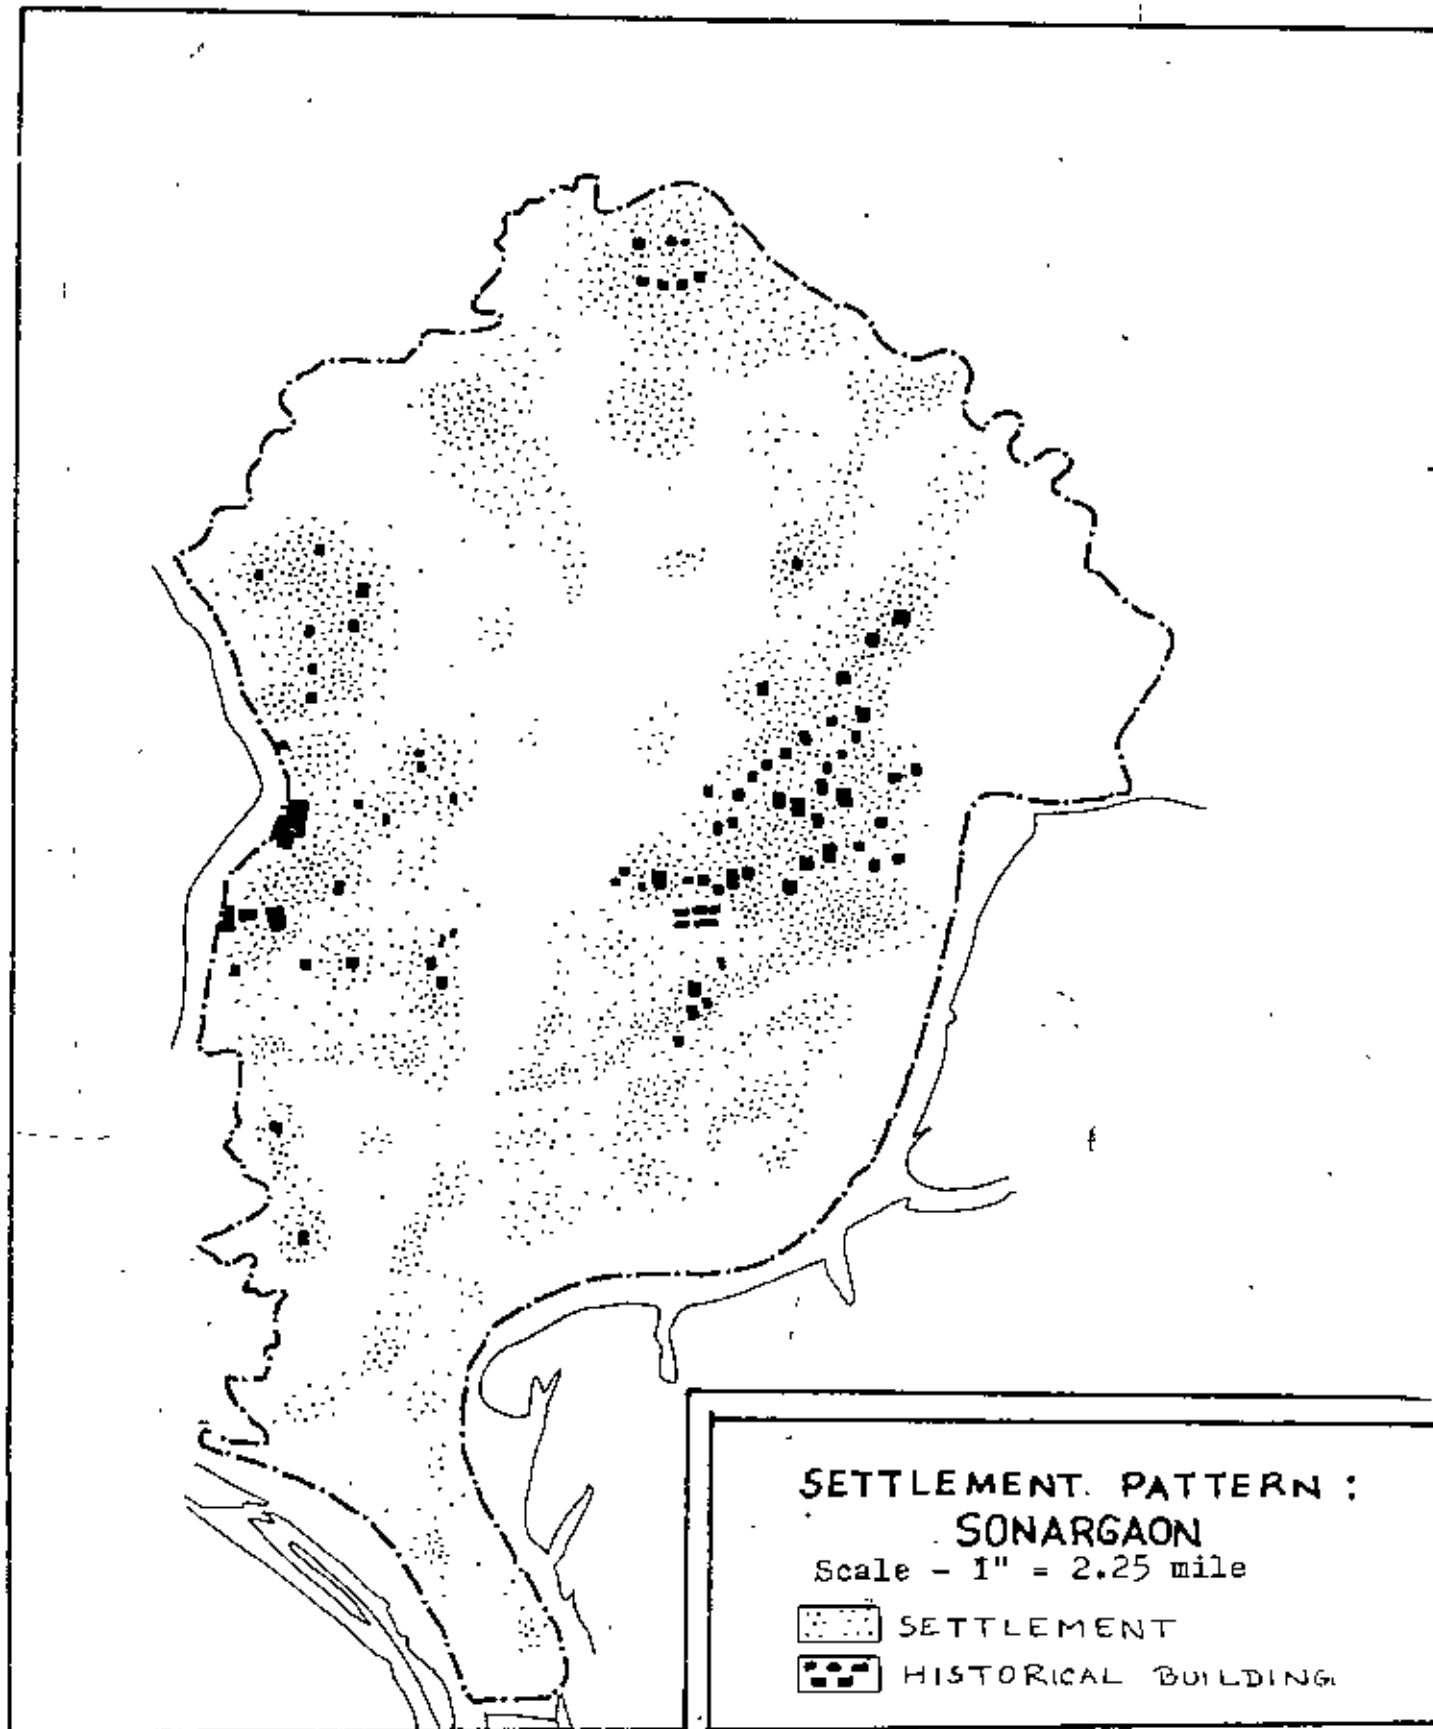 SETTLEMENT. PATTERN :
SONARGAON
Scale - 1" = 2.25 mile
SETTLEMENT
HISTORICAL BUILDING